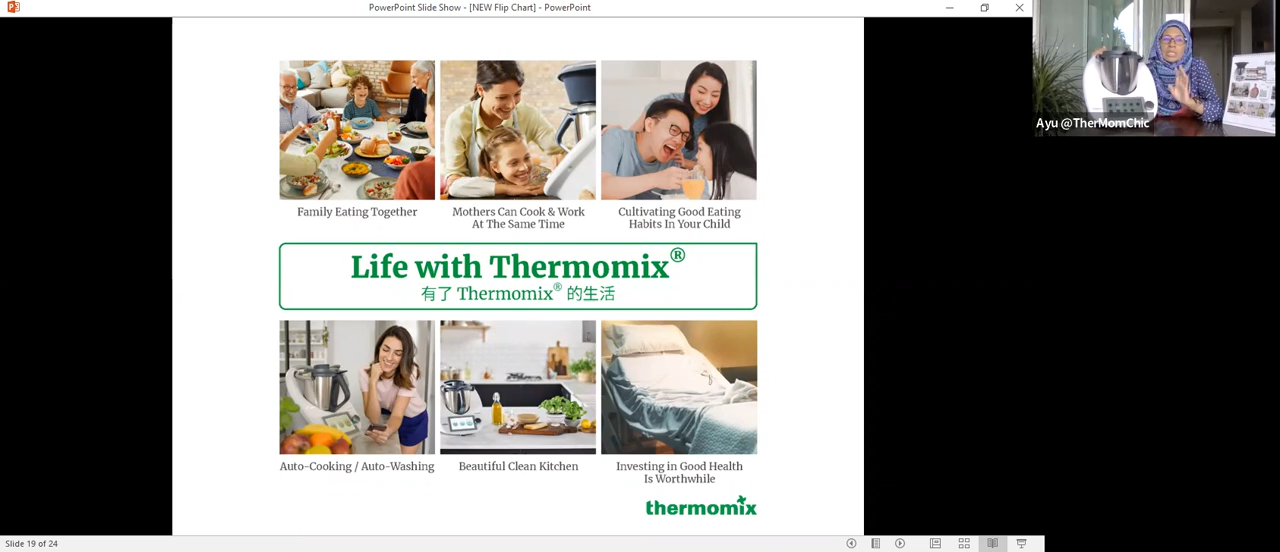 PowerPoint Slide Show - [NEW Flip Chart] - PowerPoint
Ayu @TherMomChic
Family Eating Together
Mothers Can Cook & Work
At The Same Time
Cultivating Good Eating
Habits In Your Child
Life with Thermomix®
有了 Thermomix® 的生活
Auto-Cooking / Auto-Washing
Beautiful Clean Kitchen
Investing in Good Health
Is Worthwhile
thermomix
Slide 19 of 24